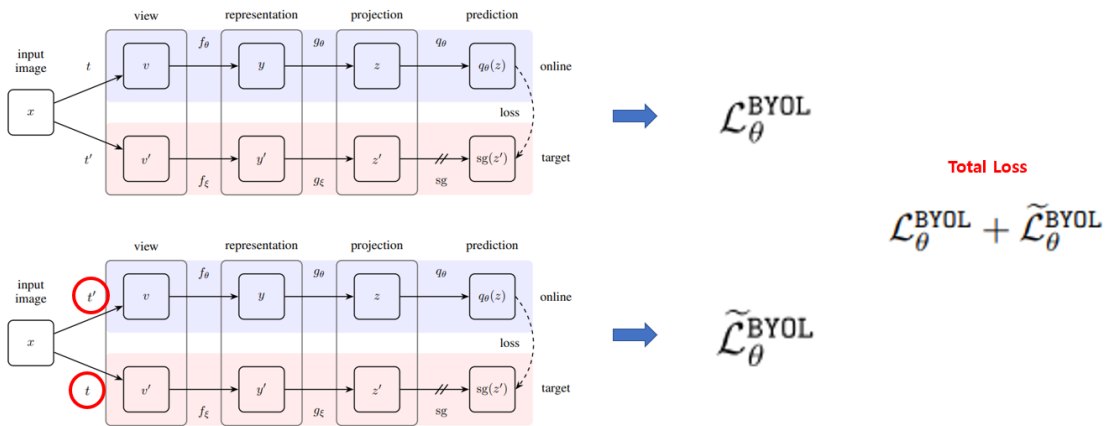 view representation projection prediction
input image
t f_θ g_θ q_θ
x v y z q_θ(z) online
loss
t' v' y' z' sg(z') target
f_ξ g_ξ sg
ℒ_θ^BYOL
Total Loss
ℒ_θ^BYOL + ℒ̃_θ^BYOL
view representation projection prediction
input image
t' f_θ g_θ q_θ
x v y z q_θ(z) online
loss
t v' y' z' sg(z') target
f_ξ g_ξ sg
ℒ̃_θ^BYOL